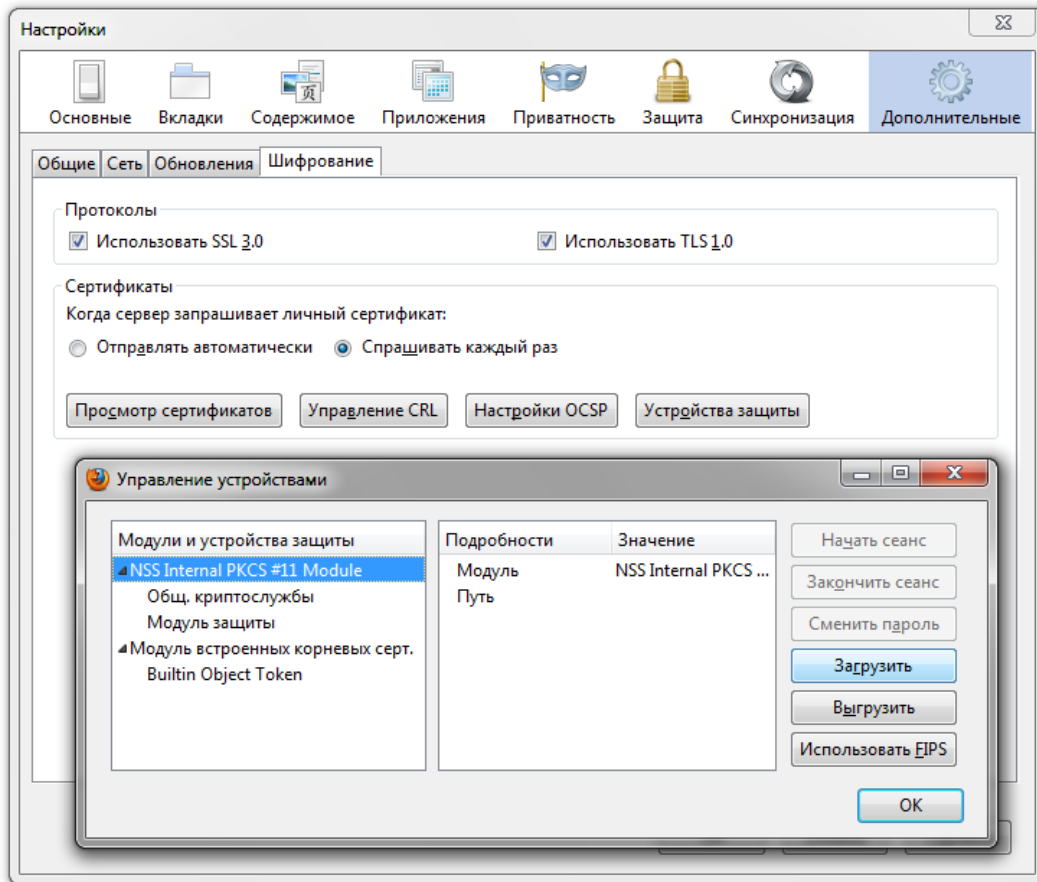 Настройки
页
Основные Вкладки Содержимое Приложения Приватность Защита Синхронизация Дополнительные
Общие Сеть Обновления Шифрование
Протоколы
Использовать SSL 3.0 Использовать TLS 1.0
Сертификаты
Когда сервер запрашивает личный сертификат:
Отправлять автоматически Спрашивать каждый раз
Просмотр сертификатов Управление CRL Настройки OCSP Устройства защиты
Управление устройствами
Модули и устройства защиты Подробности Значение Начать сеанс
NSS Internal PKCS #11 Module Модуль NSS Internal PKCS ... Закончить сеанс
Общ. криптослужбы Путь
Модуль защиты Сменить пароль
Модуль встроенных корневых серт. Загрузить
Builtin Object Token
Выгрузить
Использовать FIPS
OK